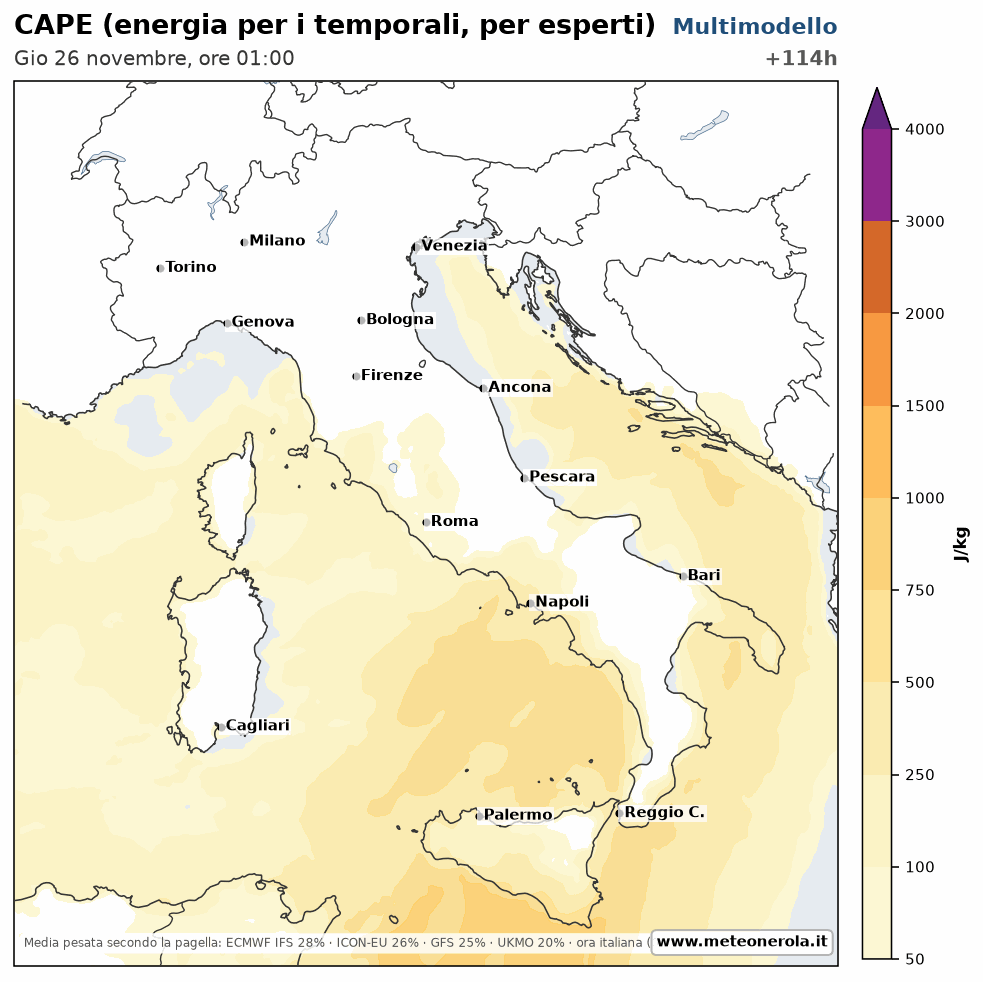 CAPE (energia per i temporali, per esperti)
Multimodello
Gio 26 novembre, ore 01:00
+114h
4000
3000
2000
1500
1000
750
500
250
100
50
J/kg
Milano
Venezia
Torino
Genova
Bologna
Firenze
Ancona
Pescara
Roma
Bari
Napoli
Cagliari
Palermo
Reggio C.
Media pesata secondo la pagella: ECMWF IFS 28% · ICON-EU 26% · GFS 25% · UKMO 20% · ora italiana (
www.meteonerola.it